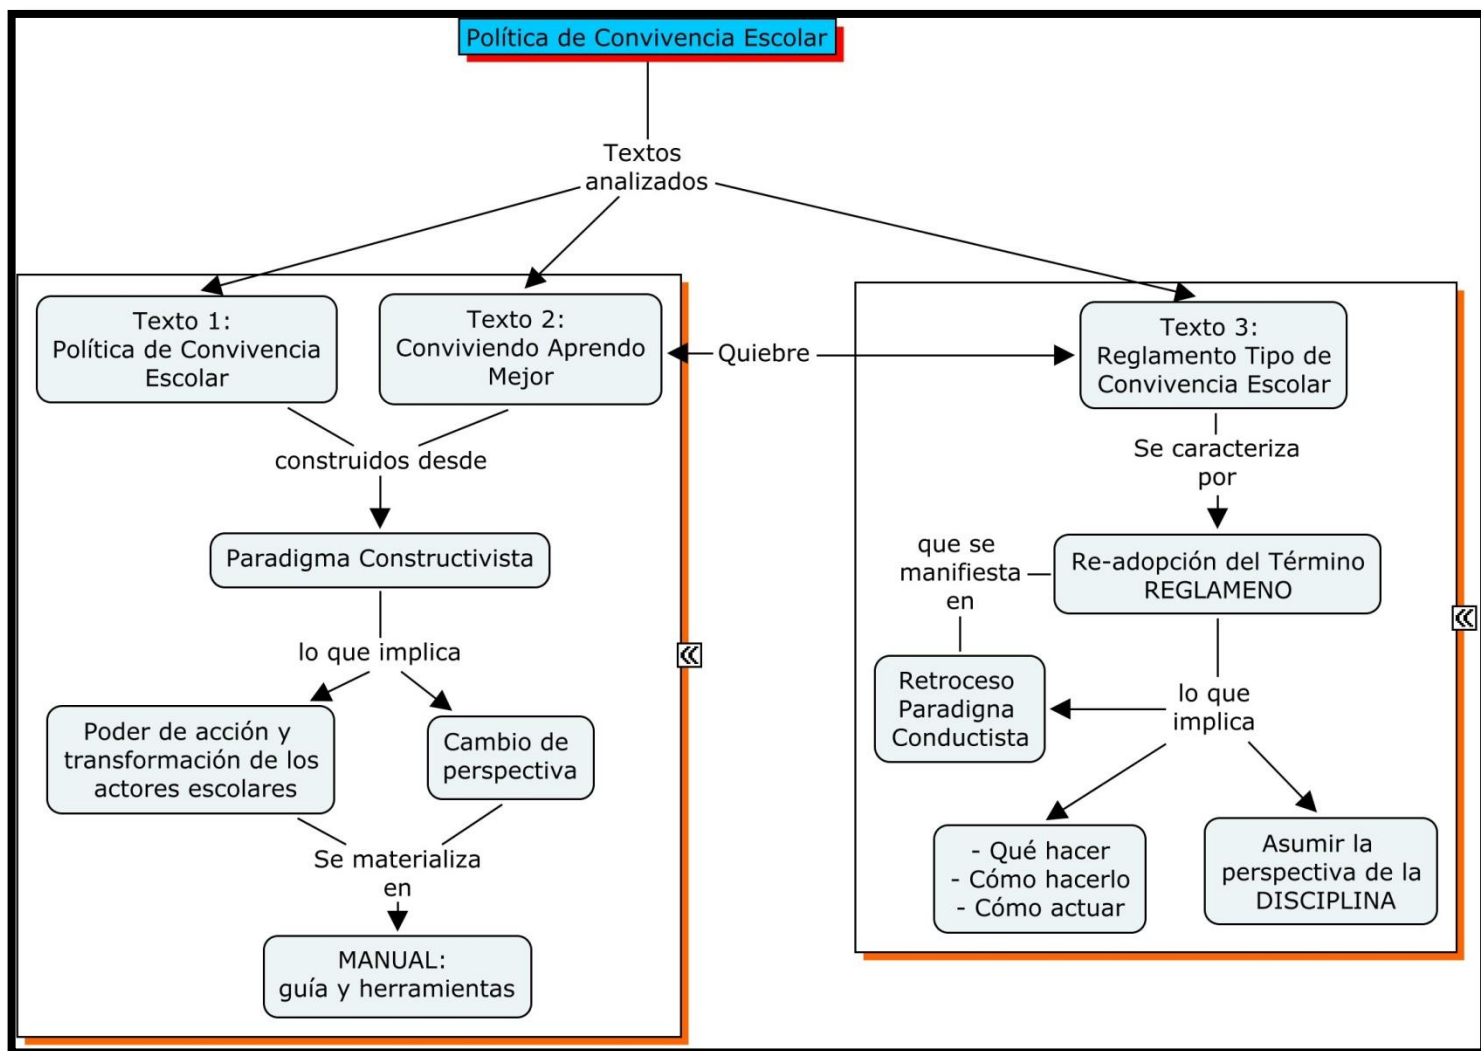 Política de Convivencia Escolar
Textos
analizados
Texto 1:
Política de Convivencia
Escolar
Texto 2:
Conviviendo Aprendo
Mejor
Quiebre
Texto 3:
Reglamento Tipo de
Convivencia Escolar
construidos desde
Paradigma Constructivista
lo que implica
Poder de acción y
transformación de los
actores escolares
Cambio de
perspectiva
Se materializa
en
MANUAL:
guía y herramientas
Se caracteriza
por
Re-adopción del Término
REGLAMENO
que se
manifiesta
en
Retroceso
Paradigna
Conductista
lo que
implica
- Qué hacer
- Cómo hacerlo
- Cómo actuar
Asumir la
perspectiva de la
DISCIPLINA